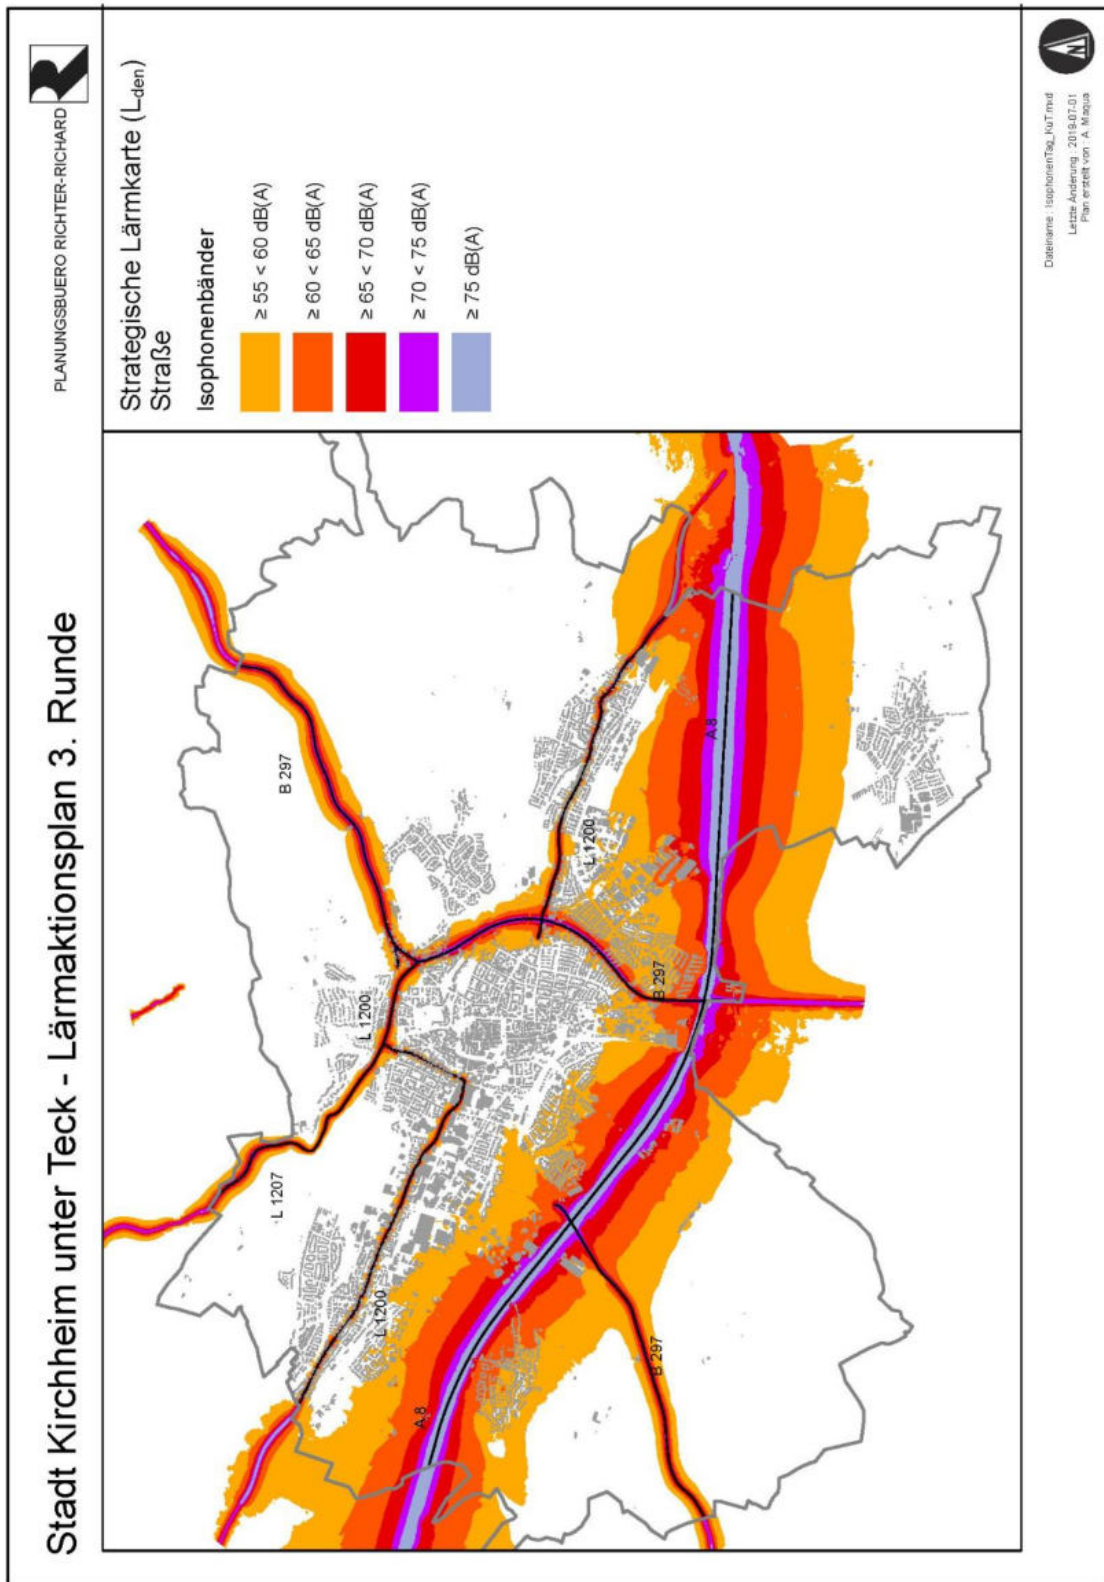 Stadt Kirchheim unter Teck - Lärmaktionsplan 3. Runde
PLANUNGSBUERO RICHTER-RICHARD
R
Strategische Lärmkarte (Lden)
Straße
Isophonenbänder
≥ 55 < 60 dB(A)
≥ 60 < 65 dB(A)
≥ 65 < 70 dB(A)
≥ 70 < 75 dB(A)
≥ 75 dB(A)
L 1207
L 1200
B 297
L 1200
A 8
L 1200
B 297
A 8
B 297
N
Dateiname : IsophonenTag_KuT.mxd
Letzte Änderung : 2019-07-01
Plan erstellt von : A. Maqua